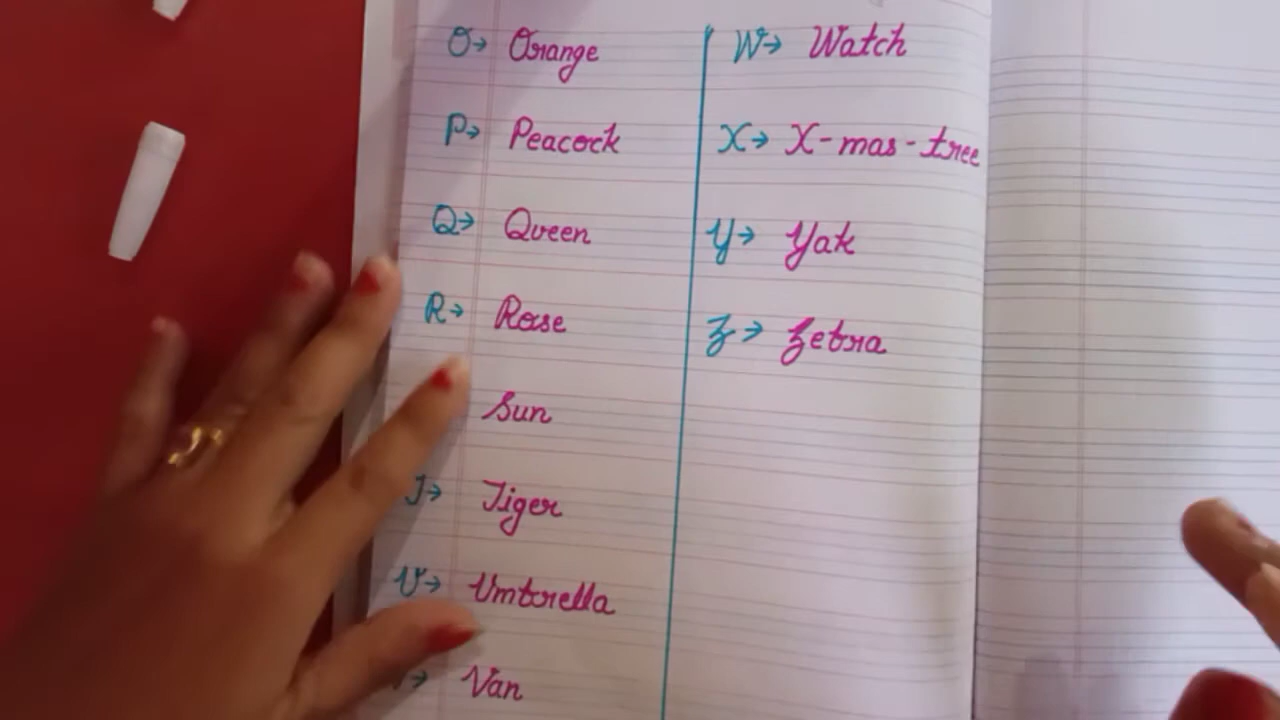 O→ Orange
P→ Peacock
Q→ Queen
R→ Rose
Sun
T→ Tiger
U→ Umbrella
→ Van
W→ Watch
X→ X-mas-tree
Y→ Yak
Z→ Zebra